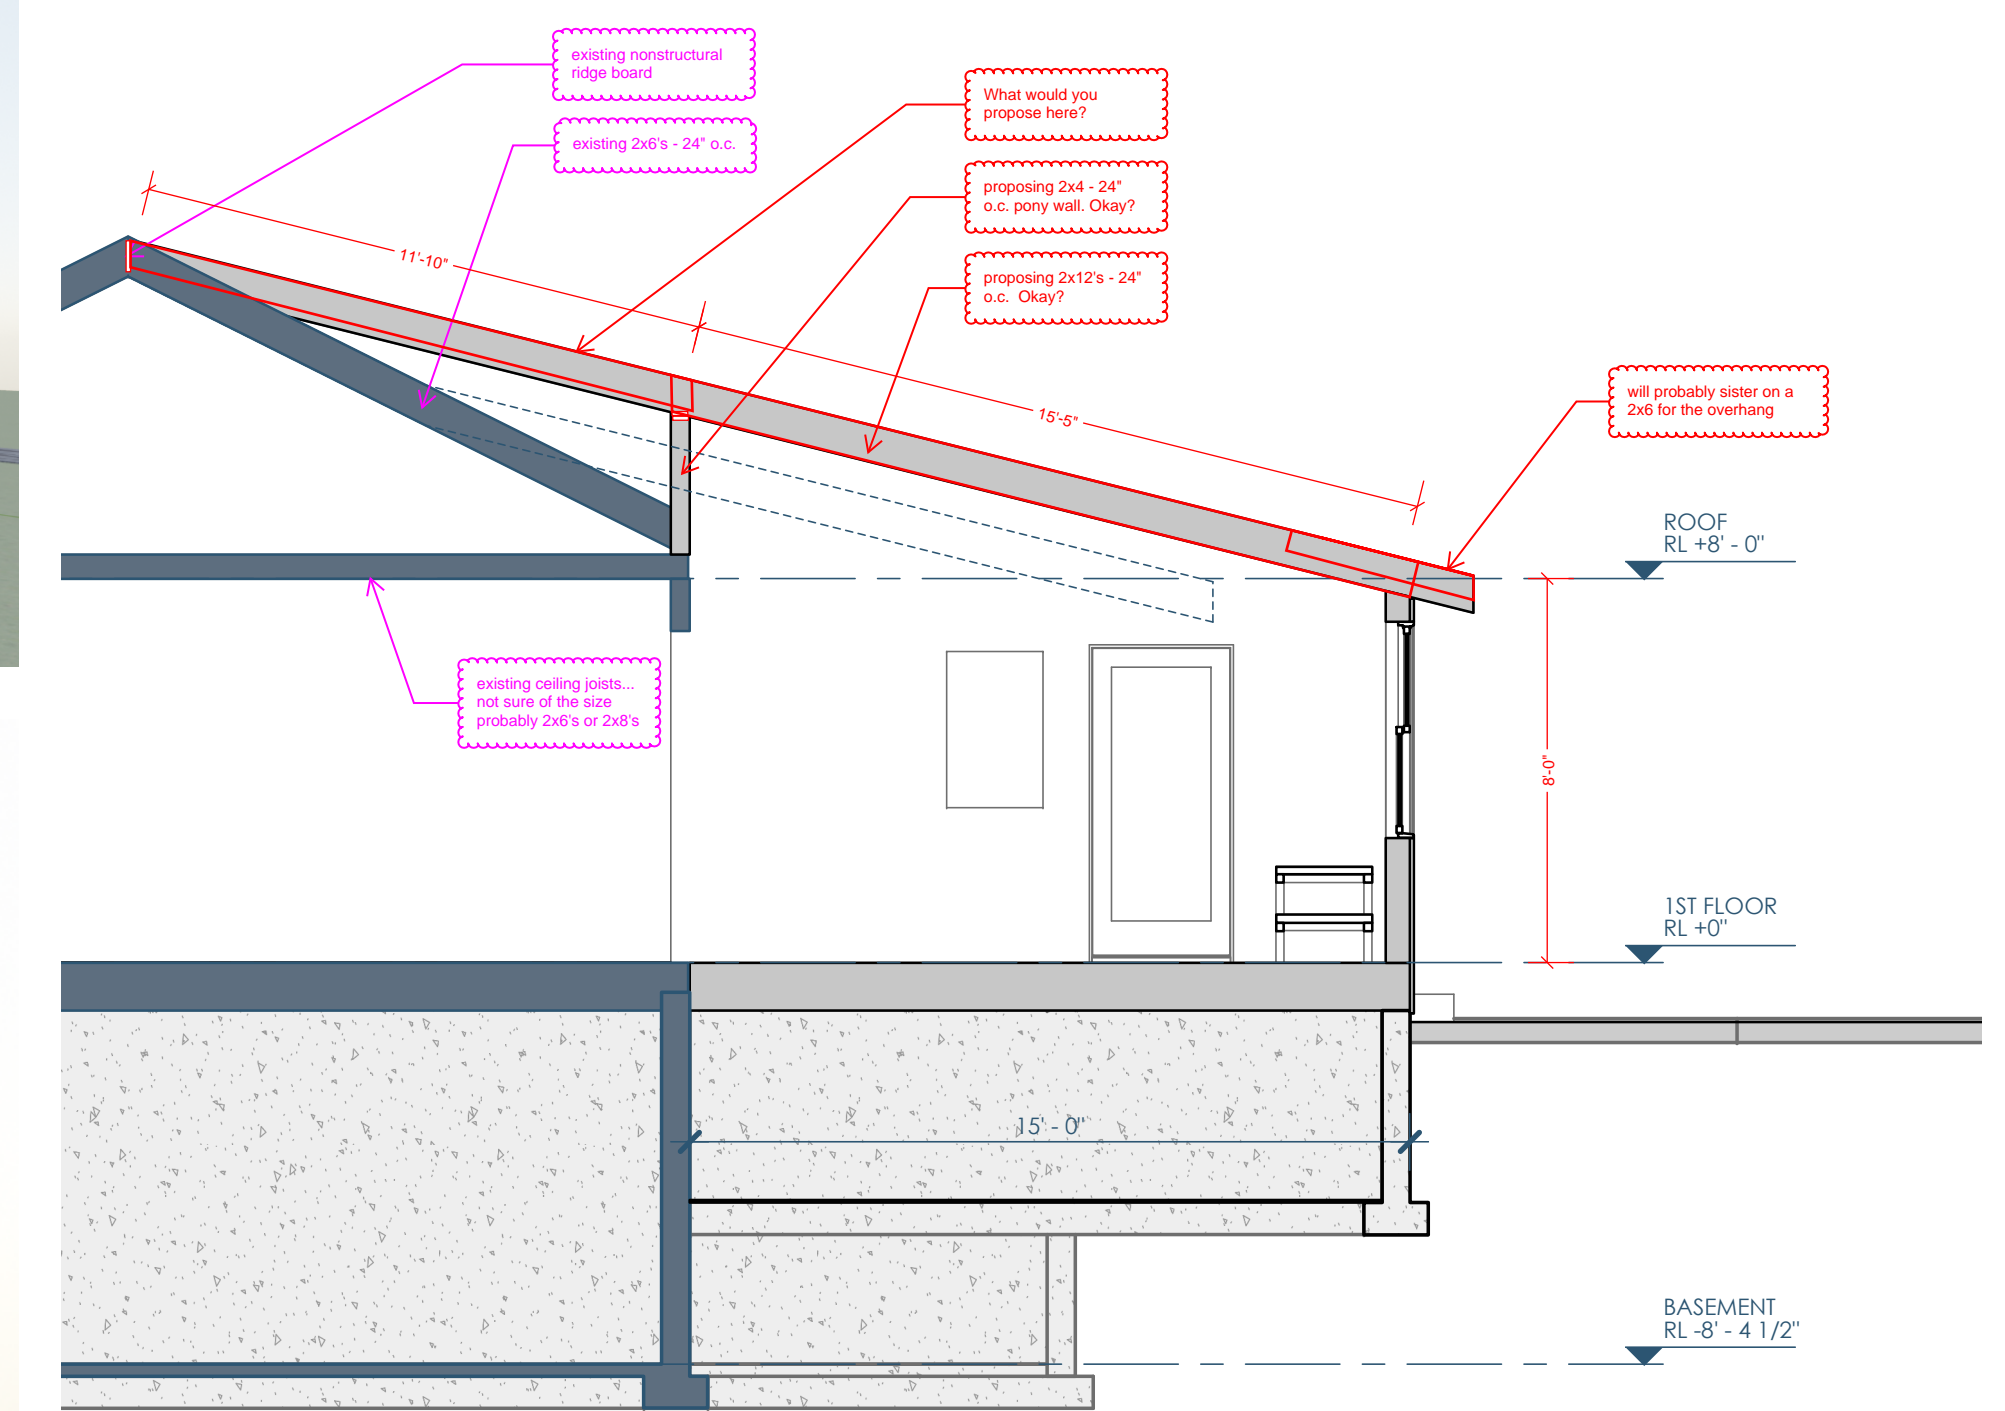 existing nonstructural
ridge board
existing 2x6's - 24" o.c.
What would you
propose here?
proposing 2x4 - 24"
o.c. pony wall. Okay?
proposing 2x12's - 24"
o.c.  Okay?
11'-10"
15'-5"
will probably sister on a
2x6 for the overhang
ROOF
RL +8' - 0"
existing ceiling joists...
not sure of the size
probably 2x6's or 2x8's
8'-0"
1ST FLOOR
RL +0"
15' - 0"
BASEMENT
RL -8' - 4 1/2"